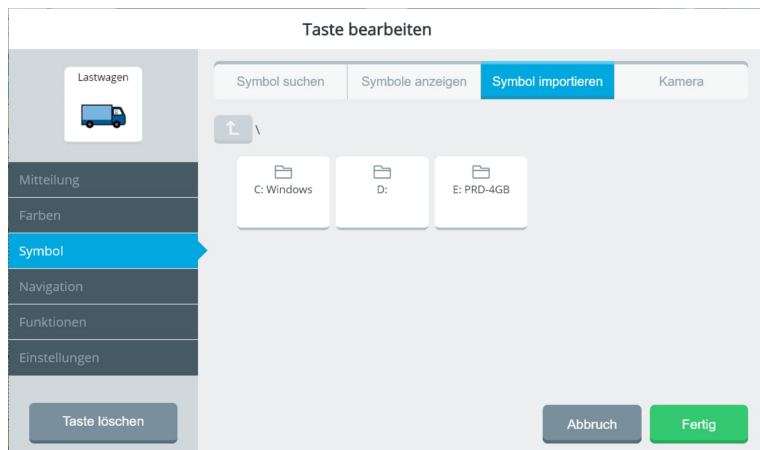 Taste bearbeiten
Lastwagen
Mitteilung
Farben
Symbol
Navigation
Funktionen
Einstellungen
Taste löschen
Symbol suchen
Symbole anzeigen
Symbol importieren
Kamera
\
C: Windows
D:
E: PRD-4GB
Abbruch
Fertig